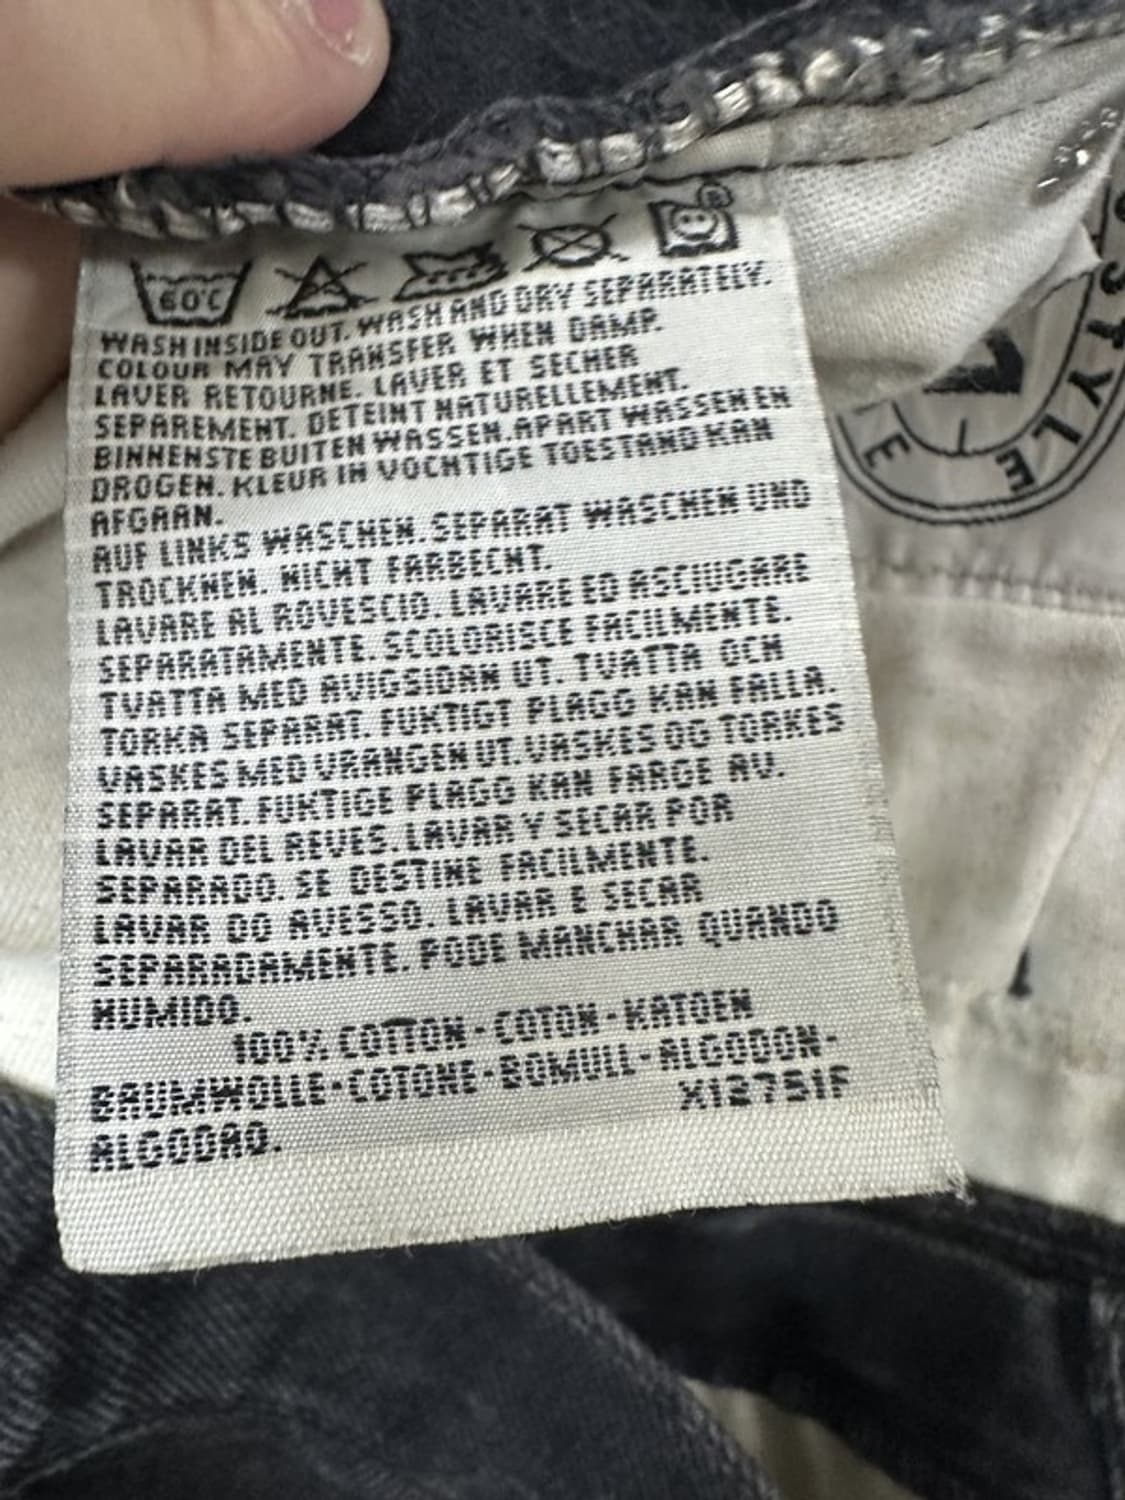 60°C
WASH INSIDE OUT. WASH AND DRY SEPARATELY.
COLOUR MAY TRANSFER WHEN DAMP.
LAVER RETOURNE. LAVER ET SECHER
SEPAREMENT. DETEINT NATURELLEMENT.
BINNENSTE BUITEN WASSEN. APART WASSEN EN
DROGEN. KLEUR IN VOCHTIGE TOESTAND KAN
AFGAAN.
AUF LINKS WASCHEN. SEPARAT WASCHEN UND
TROCKNEN. NICHT FARBECHT.
LAVARE AL ROVESCIO. LAVARE ED ASCIUGARE
SEPARATAMENTE. SCOLORISCE FACILMENTE.
TVATTA MED AVIGSIDAN UT. TVATTA OCH
TORKA SEPARAT. FUKTIGT PLAGG KAN FALLA.
VASKES MED VRANGEN UT. VASKES OG TORKES
SEPARAT. FUKTIGE PLAGG KAN FARGE AV.
LAVAR DEL REVES. LAVAR Y SECAR POR
SEPARADO. SE DESTINE FACILMENTE.
LAVAR DO AVESSO. LAVAR E SECAR
SEPARADAMENTE. PODE MANCHAR QUANDO
HUMIDO.
100% COTTON - COTON - KATOEN
BAUMWOLLE - COTONE - BOMULL - ALGODON -
ALGODAO.
X12751F
STYLE